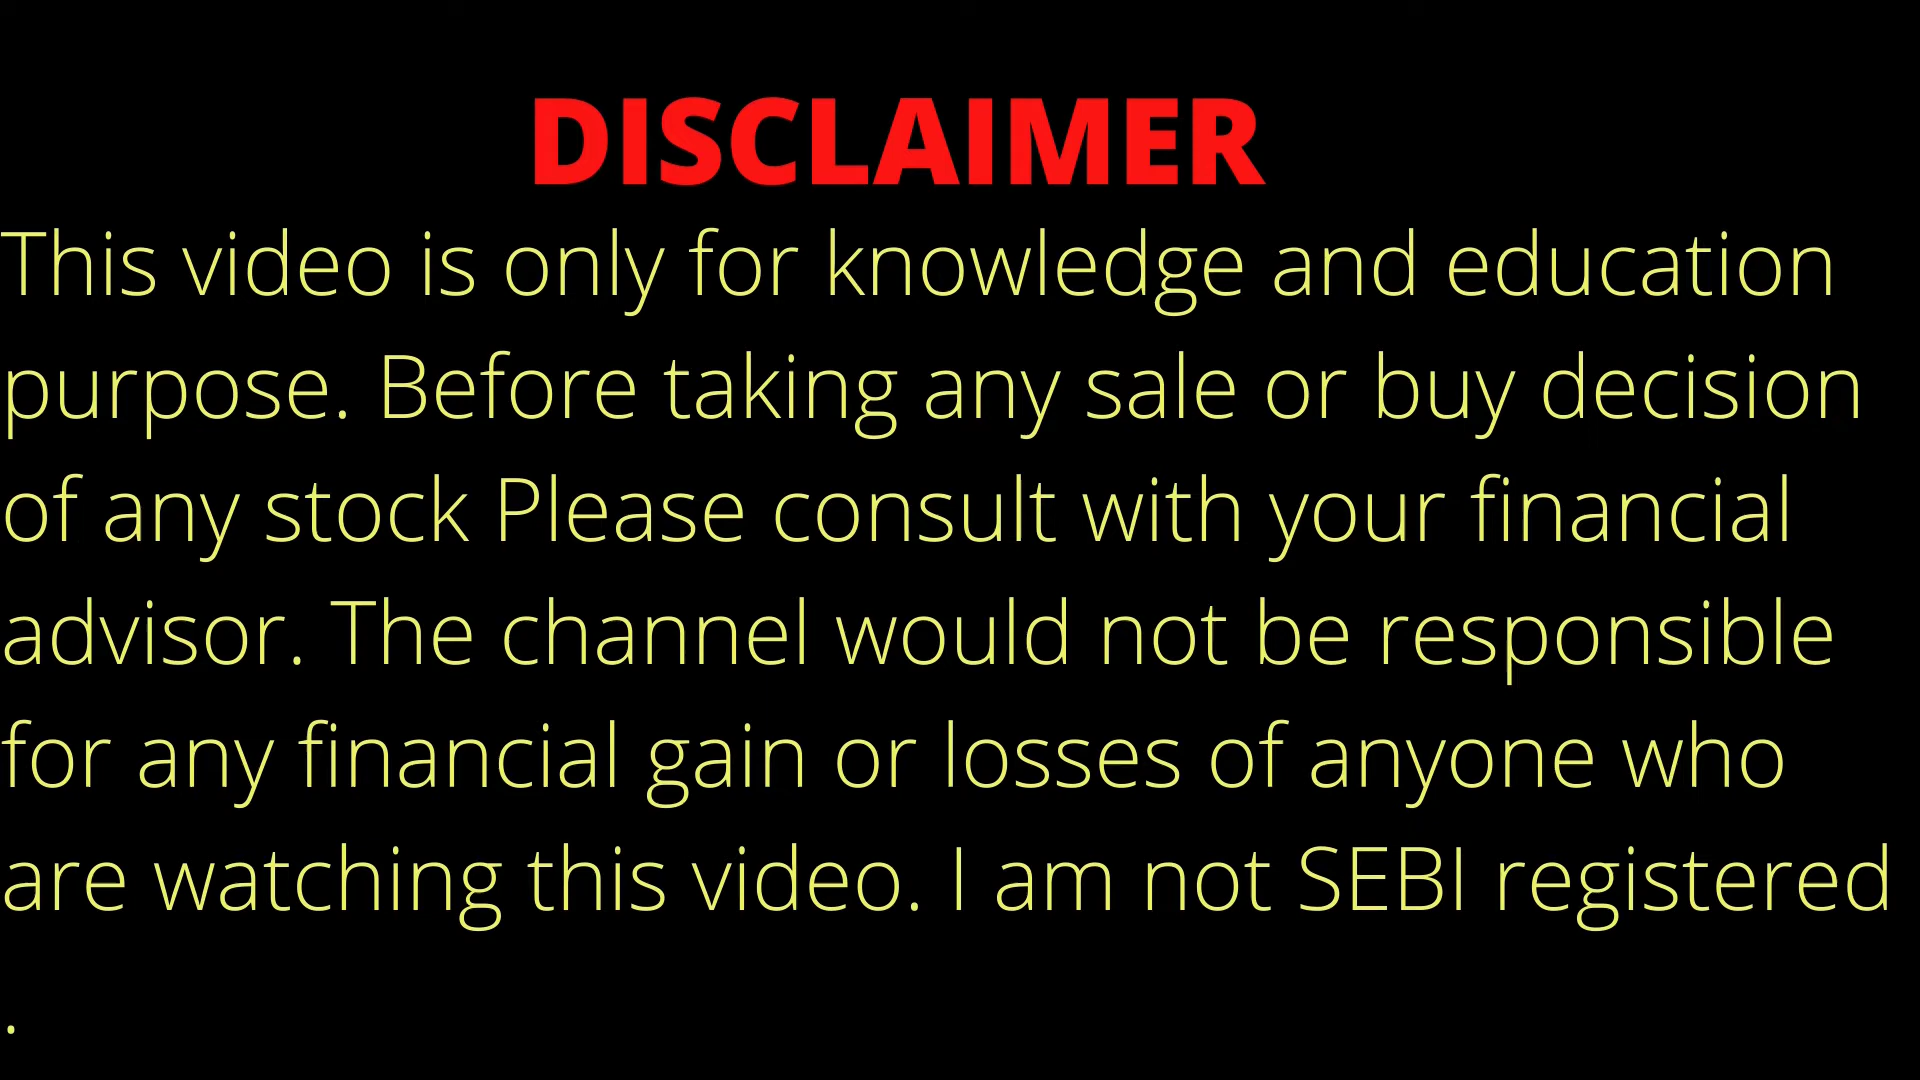 DISCLAIMER
This video is only for knowledge and education
purpose. Before taking any sale or buy decision
of any stock Please consult with your financial
advisor. The channel would not be responsible
for any financial gain or losses of anyone who
are watching this video. I am not SEBI registered
.